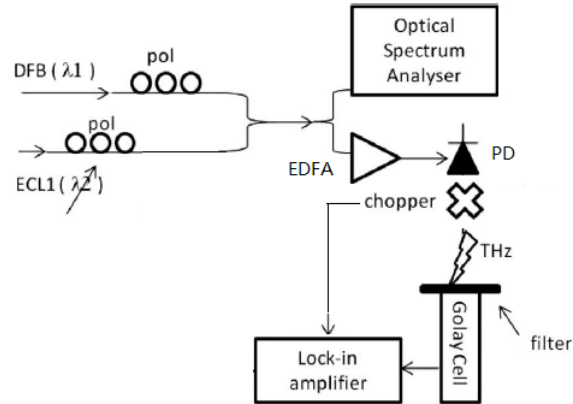 pol
DFB ( λ1 )
pol
ECL1 ( λ2 )
Optical
Spectrum
Analyser
EDFA
PD
chopper
THz
Golay Cell
filter
Lock-in
amplifier